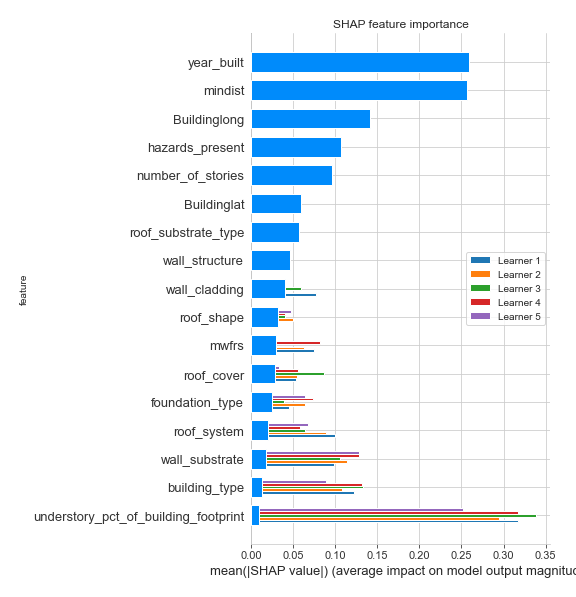 SHAP feature importance
year_built
mindist
Buildinglong
hazards_present
number_of_stories
Buildinglat
roof_substrate_type
wall_structure
wall_cladding
roof_shape
mwfrs
roof_cover
foundation_type
roof_system
wall_substrate
building_type
understory_pct_of_building_footprint
feature
Learner 1
Learner 2
Learner 3
Learner 4
Learner 5
0.00 0.05 0.10 0.15 0.20 0.25 0.30 0.35
mean(|SHAP value|) (average impact on model output magnitud